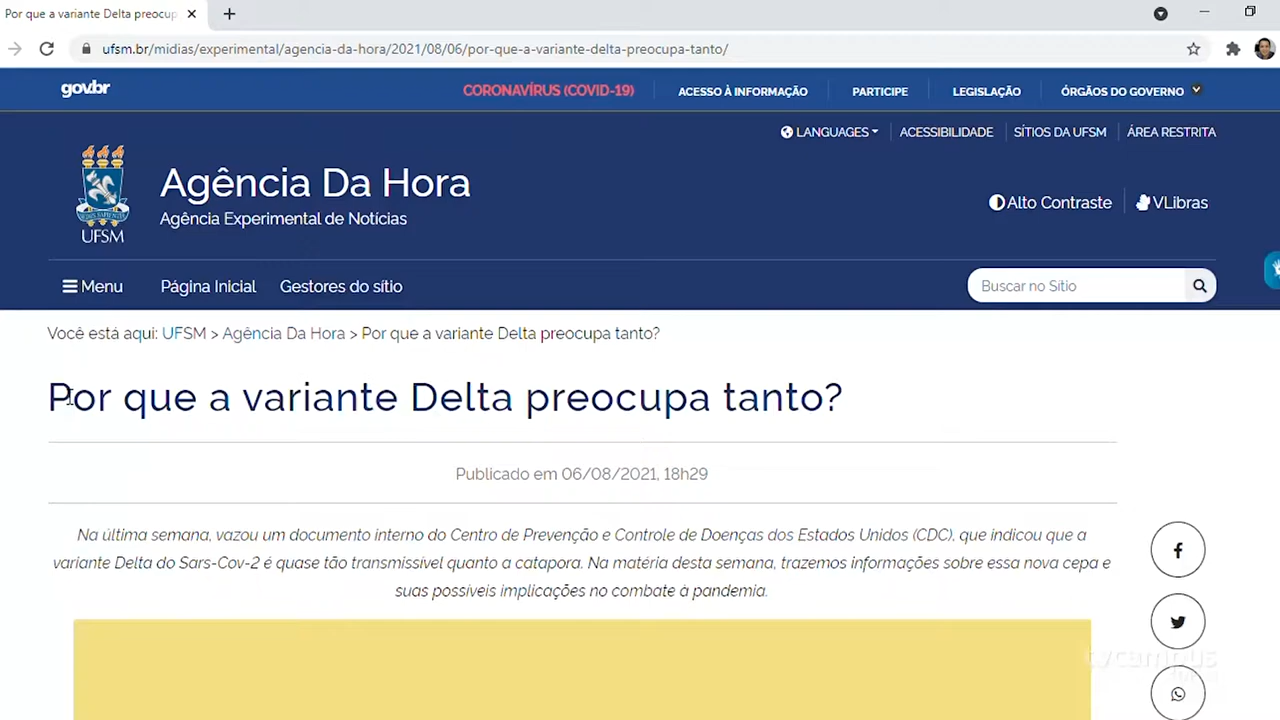 Por que a variante Delta preocup
ufsm.br/midias/experimental/agencia-da-hora/2021/08/06/por-que-a-variante-delta-preocupa-tanto/
gov.br
CORONAVÍRUS (COVID-19)
ACESSO À INFORMAÇÃO
PARTICIPE
LEGISLAÇÃO
ÓRGÃOS DO GOVERNO
LANGUAGES
ACESSIBILIDADE
SÍTIOS DA UFSM
ÁREA RESTRITA
UFSM
Agência Da Hora
Agência Experimental de Notícias
Alto Contraste
VLibras
Menu
Página Inicial
Gestores do sítio
Buscar no Sítio
Você está aqui: UFSM > Agência Da Hora > Por que a variante Delta preocupa tanto?
Por que a variante Delta preocupa tanto?
Publicado em 06/08/2021, 18h29
Na última semana, vazou um documento interno do Centro de Prevenção e Controle de Doenças dos Estados Unidos (CDC), que indicou que a
variante Delta do Sars-Cov-2 é quase tão transmissível quanto a catapora. Na matéria desta semana, trazemos informações sobre essa nova cepa e
suas possíveis implicações no combate à pandemia.
tvcampus